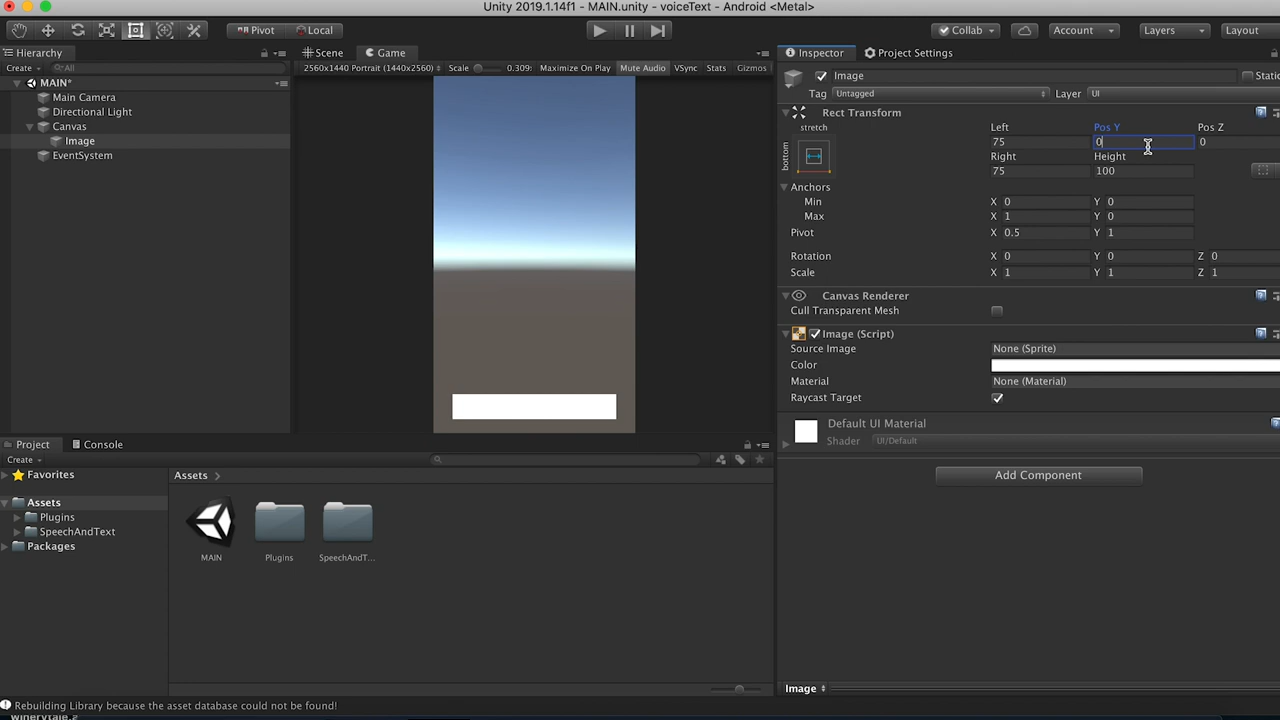 Unity 2019.1.14f1 - MAIN.unity - voiceText - Android <Metal>
Pivot Local Collab Account Layers Layout
Hierarchy Scene Game Inspector Project Settings
Create All 2560x1440 Portrait (1440x2560) Scale 0.309: Maximize On Play Mute Audio VSync Stats Gizmos
Image
MAIN* Tag Untagged Layer UI
Main Camera
Directional Light
Canvas
Image
EventSystem
Rect Transform
stretch Left Pos Y Pos Z
bottom 75 0 0
Right Height
75 100
Anchors
Min X 0 Y 0
Max X 1 Y 0
Pivot X 0.5 Y 1
Rotation X 0 Y 0 Z 0
Scale X 1 Y 1 Z 1
Canvas Renderer
Cull Transparent Mesh
Image (Script)
Source Image None (Sprite)
Color
Material None (Material)
Raycast Target
Default UI Material
Shader UI/Default
Add Component
Project Console
Create
Favorites Assets
Assets
Plugins
SpeechAndText
Packages
MAIN Plugins SpeechAndT...
Image
Rebuilding Library because the asset database could not be found!